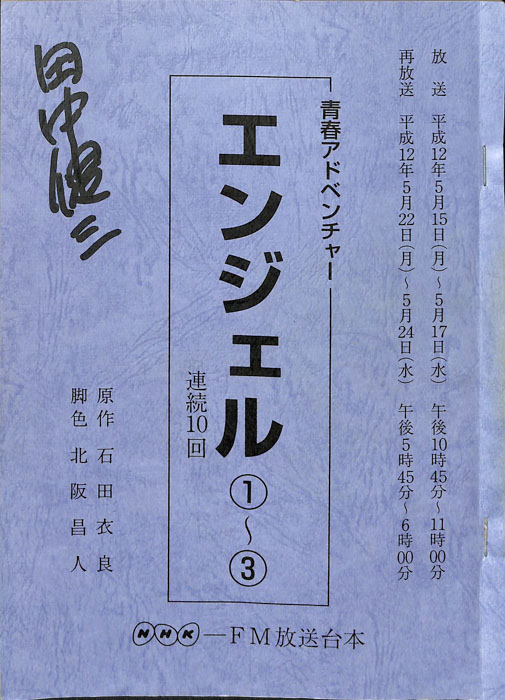 放送 平成12年5月15日(月)～5月17日(水) 午後10時45分～11時00分
再放送 平成12年5月22日(月)～5月24日(水) 午後5時45分～6時00分
青春アドベンチャー
エンジェル①～③
連続10回
原作 石田衣良
脚色 北阪昌人
田中健三
NHK－FM放送台本